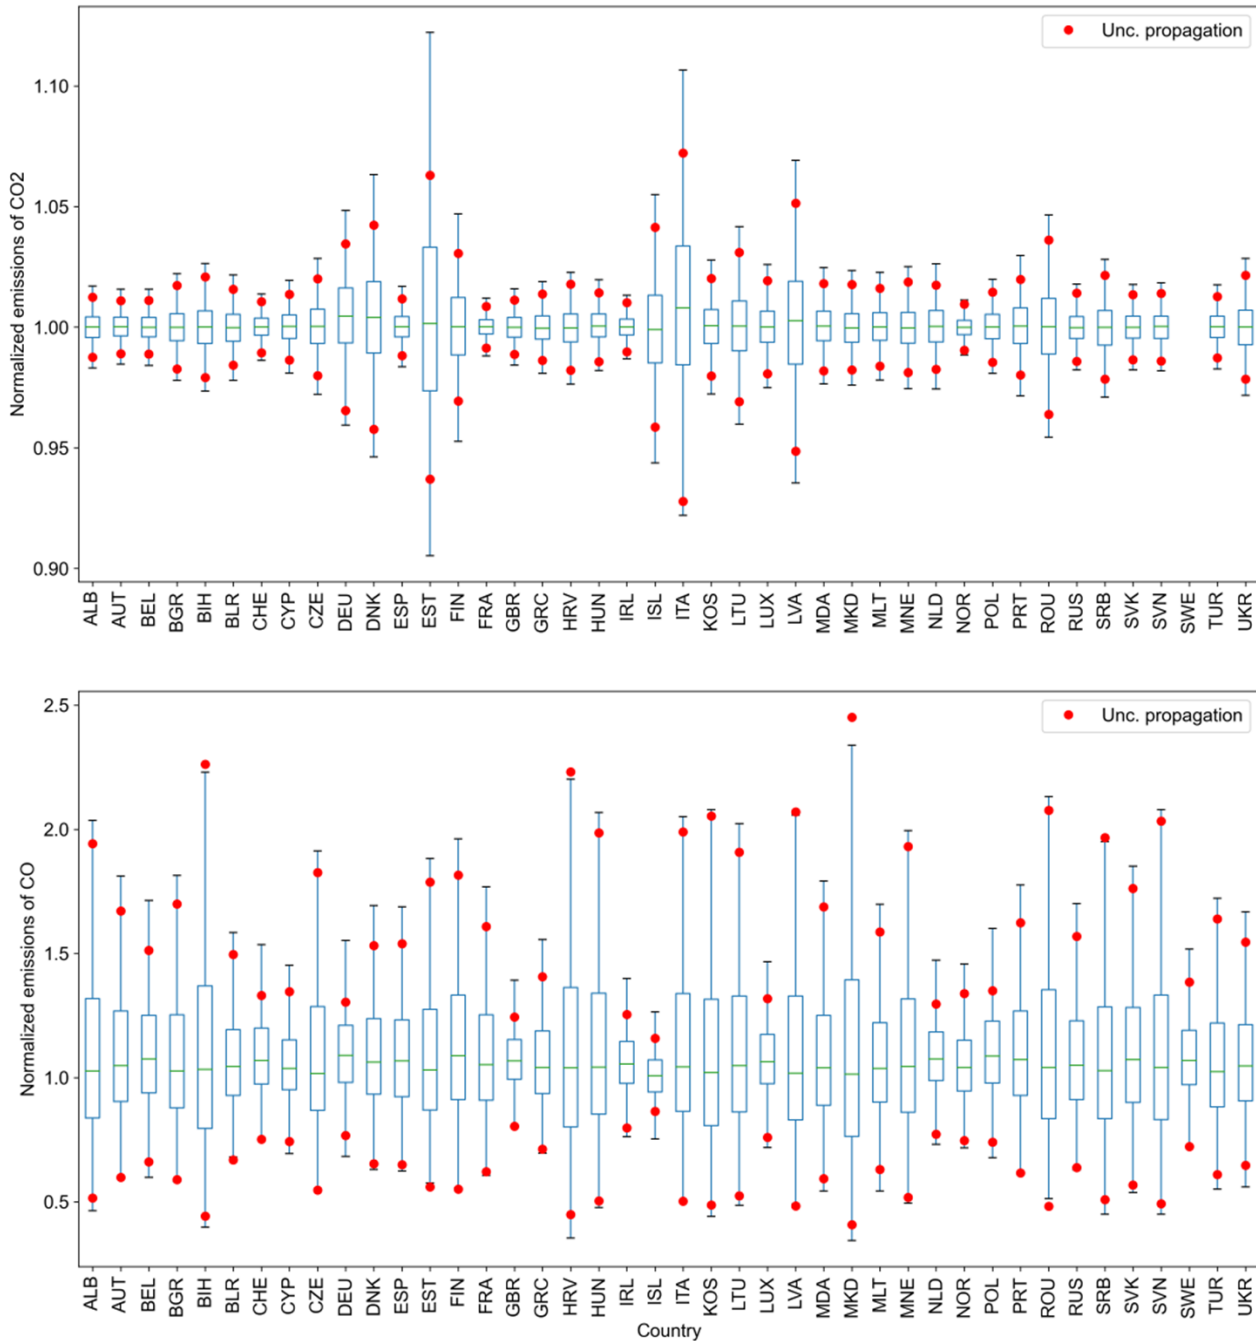 Normalized emissions of CO2
1.10
1.05
1.00
0.95
0.90
Unc. propagation
ALB AUT BEL BGR BIH BLR CHE CYP CZE DEU DNK ESP EST FIN FRA GBR GRC HRV HUN IRL ISL ITA KOS LTU LUX LVA MDA MKD MLT MNE NLD NOR POL PRT ROU RUS SRB SVK SVN SWE TUR UKR
Normalized emissions of CO
2.5
2.0
1.5
1.0
0.5
Unc. propagation
ALB AUT BEL BGR BIH BLR CHE CYP CZE DEU DNK ESP EST FIN FRA GBR GRC HRV HUN IRL ISL ITA KOS LTU LUX LVA MDA MKD MLT MNE NLD NOR POL PRT ROU RUS SRB SVK SVN SWE TUR UKR
Country